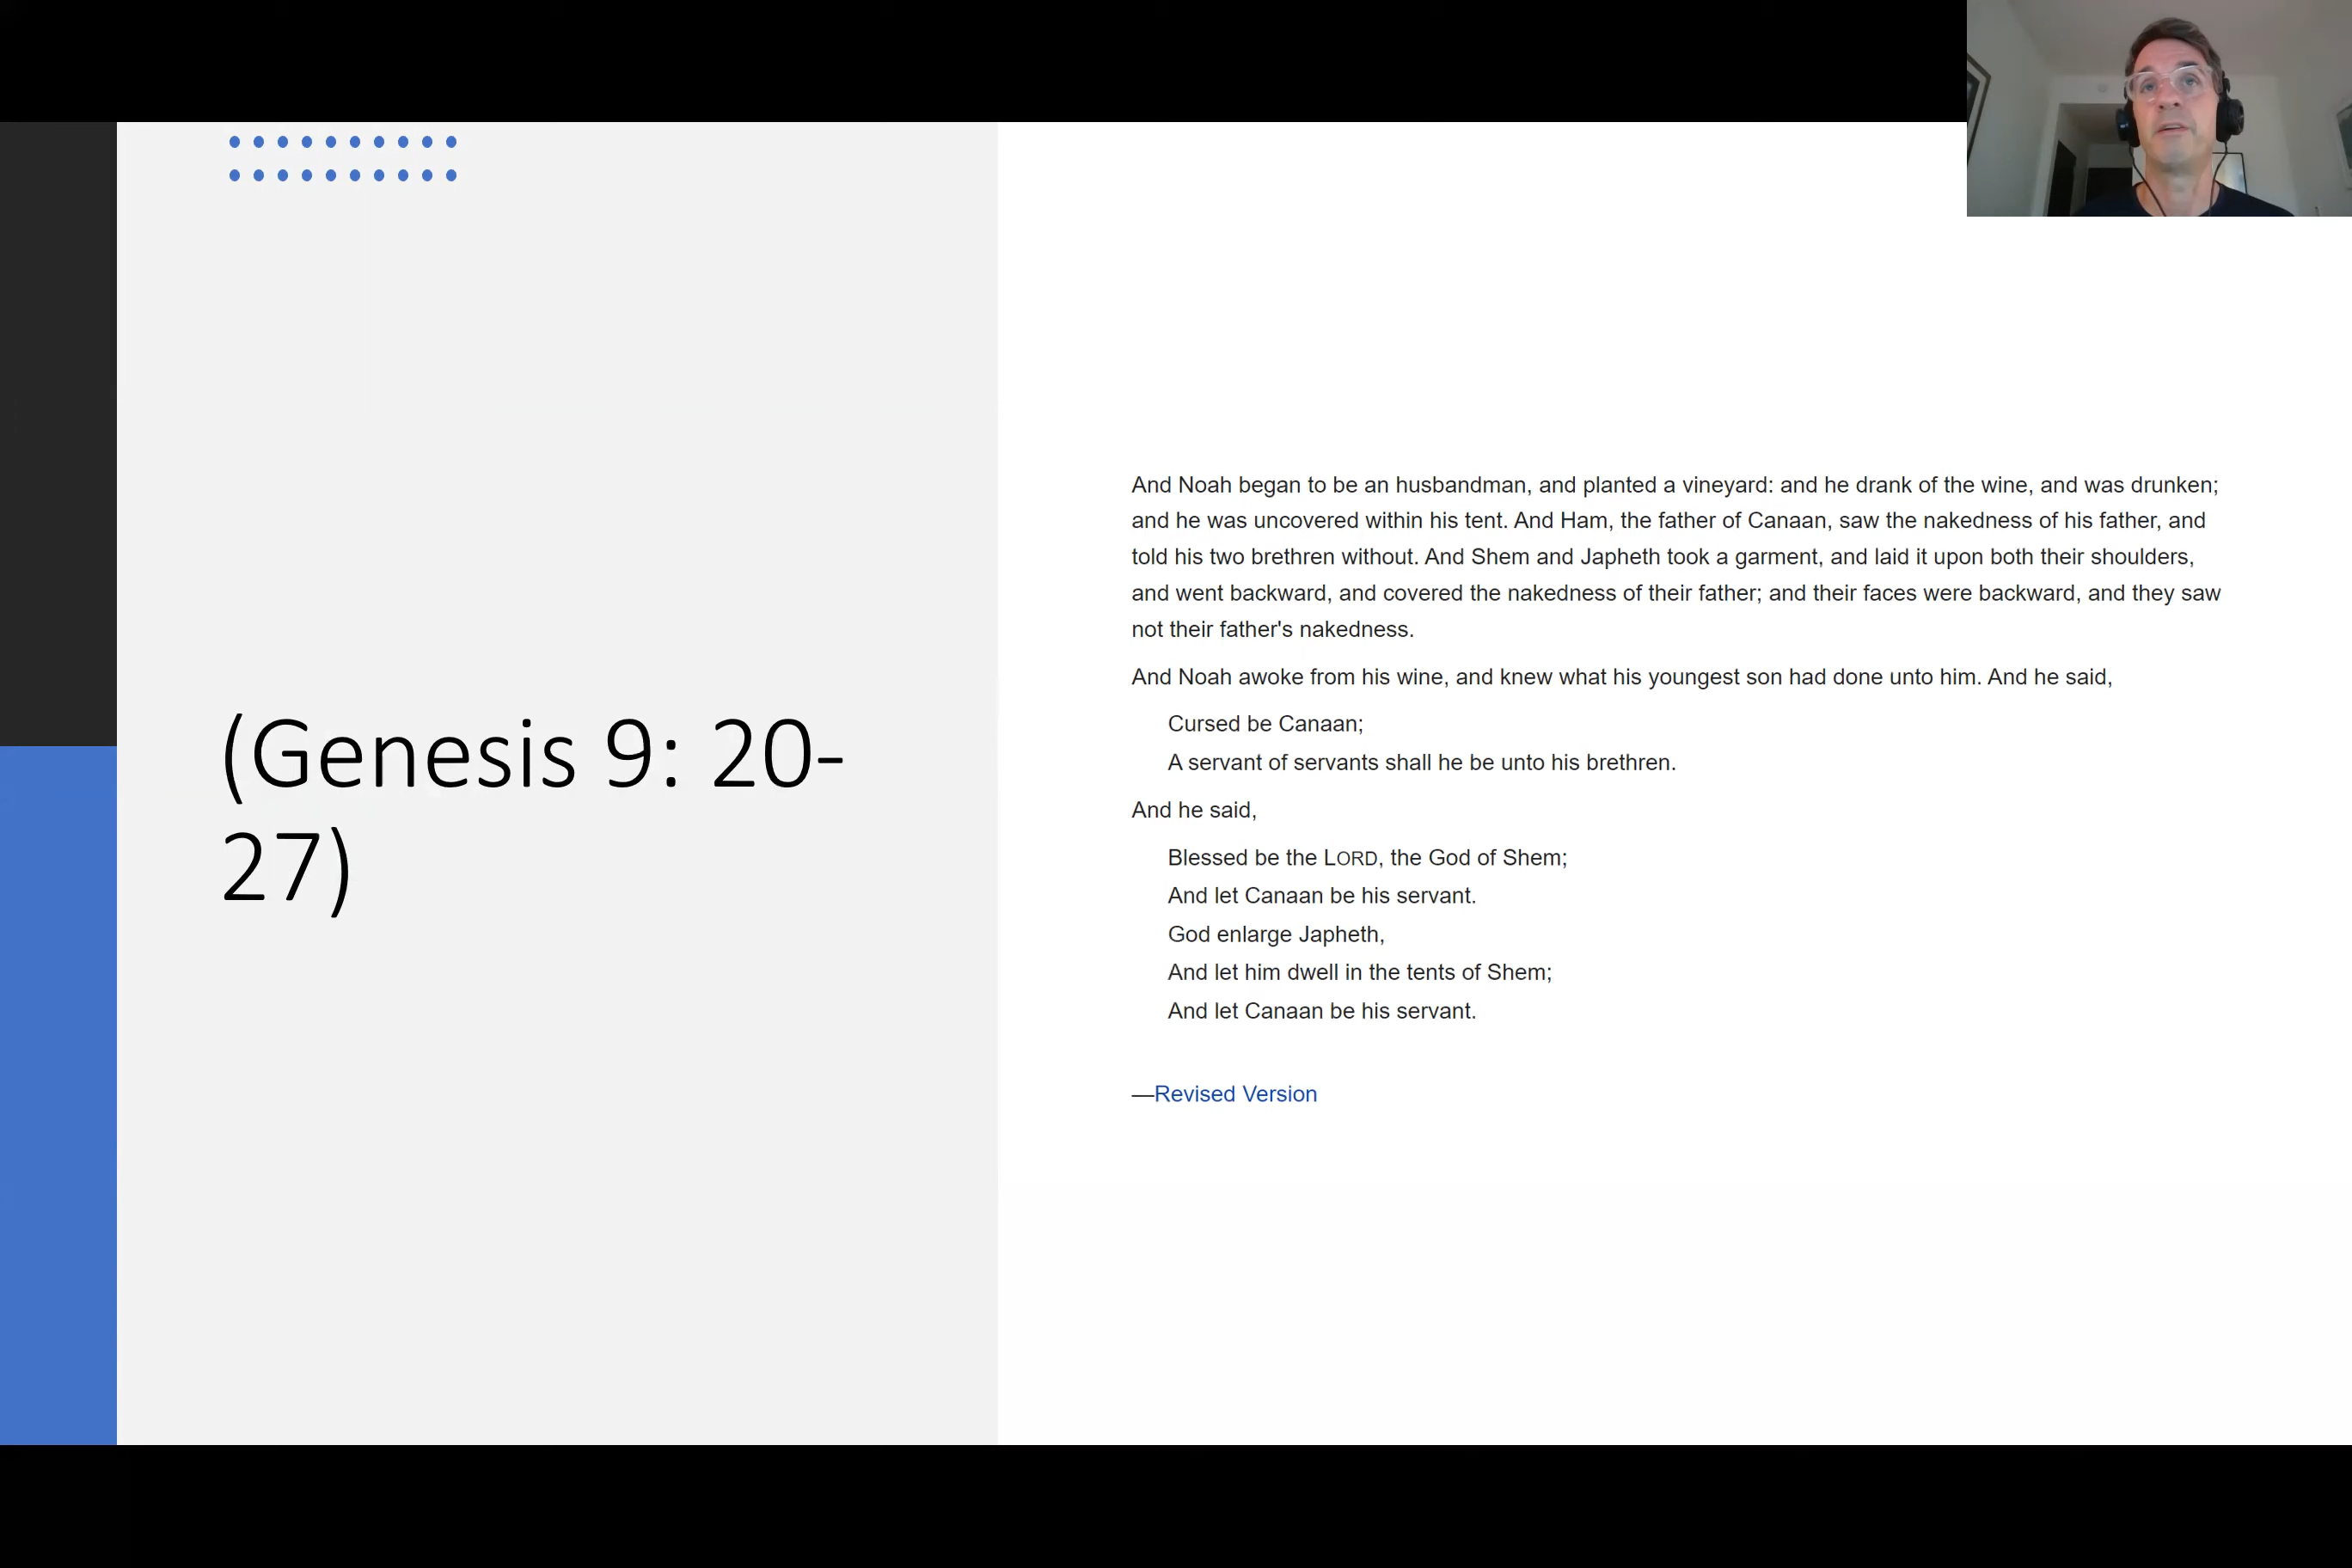 (Genesis 9: 20-
27)
And Noah began to be an husbandman, and planted a vineyard: and he drank of the wine, and was drunken;
and he was uncovered within his tent. And Ham, the father of Canaan, saw the nakedness of his father, and
told his two brethren without. And Shem and Japheth took a garment, and laid it upon both their shoulders,
and went backward, and covered the nakedness of their father; and their faces were backward, and they saw
not their father's nakedness.
And Noah awoke from his wine, and knew what his youngest son had done unto him. And he said,
Cursed be Canaan;
A servant of servants shall he be unto his brethren.
And he said,
Blessed be the LORD, the God of Shem;
And let Canaan be his servant.
God enlarge Japheth,
And let him dwell in the tents of Shem;
And let Canaan be his servant.
—Revised Version